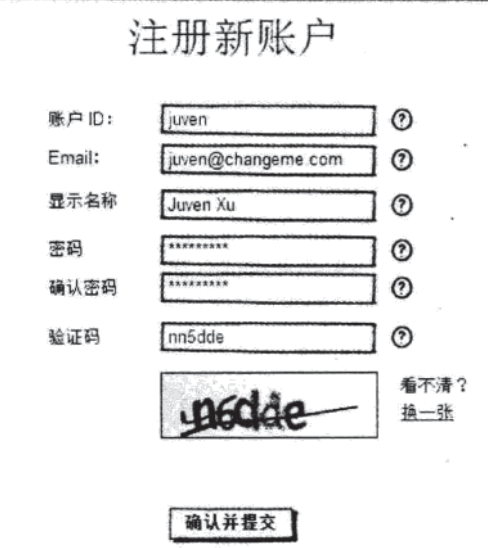 注册新账户
账户 ID：
juven
?
Email：
juven@changeme.com
?
显示名称
Juven Xu
?
密码
*********
?
确认密码
*********
?
验证码
nn5dde
?
看不清？
换一张
确认并提交